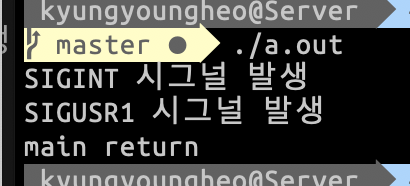 kyungyoungheo@Server
master ● ./a.out
SIGINT 시그널 발생
SIGUSR1 시그널 발생
main return
kyungyoungheo@Server